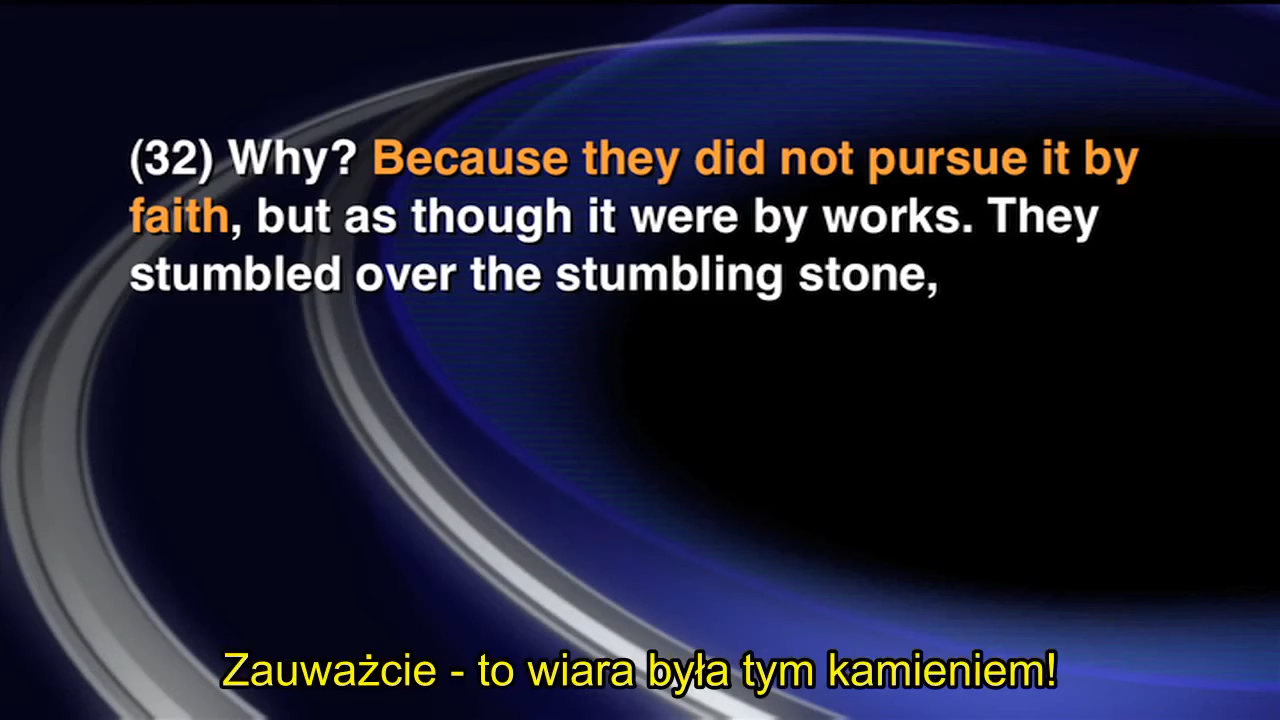 (32) Why? Because they did not pursue it by
faith, but as though it were by works. They
stumbled over the stumbling stone,
Zauważcie - to wiara była tym kamieniem!